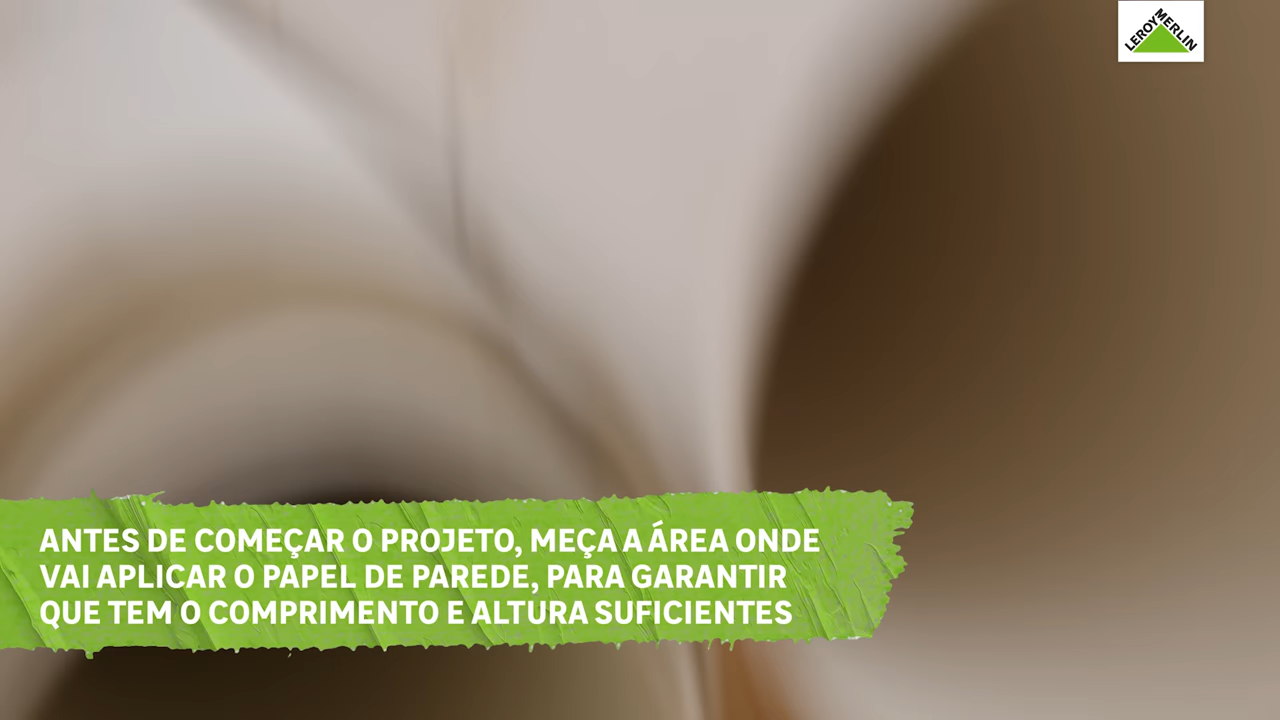 LEROY MERLIN
ANTES DE COMEÇAR O PROJETO, MEÇA A ÁREA ONDE
VAI APLICAR O PAPEL DE PAREDE, PARA GARANTIR
QUE TEM O COMPRIMENTO E ALTURA SUFICIENTES